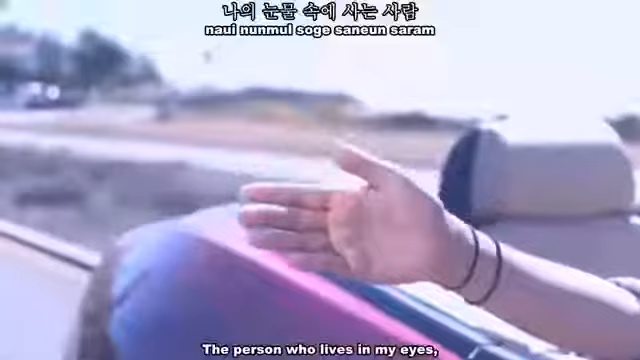 나의 눈물 속에 사는 사람
naui nunmul soge saneun saram
The person who lives in my eyes,